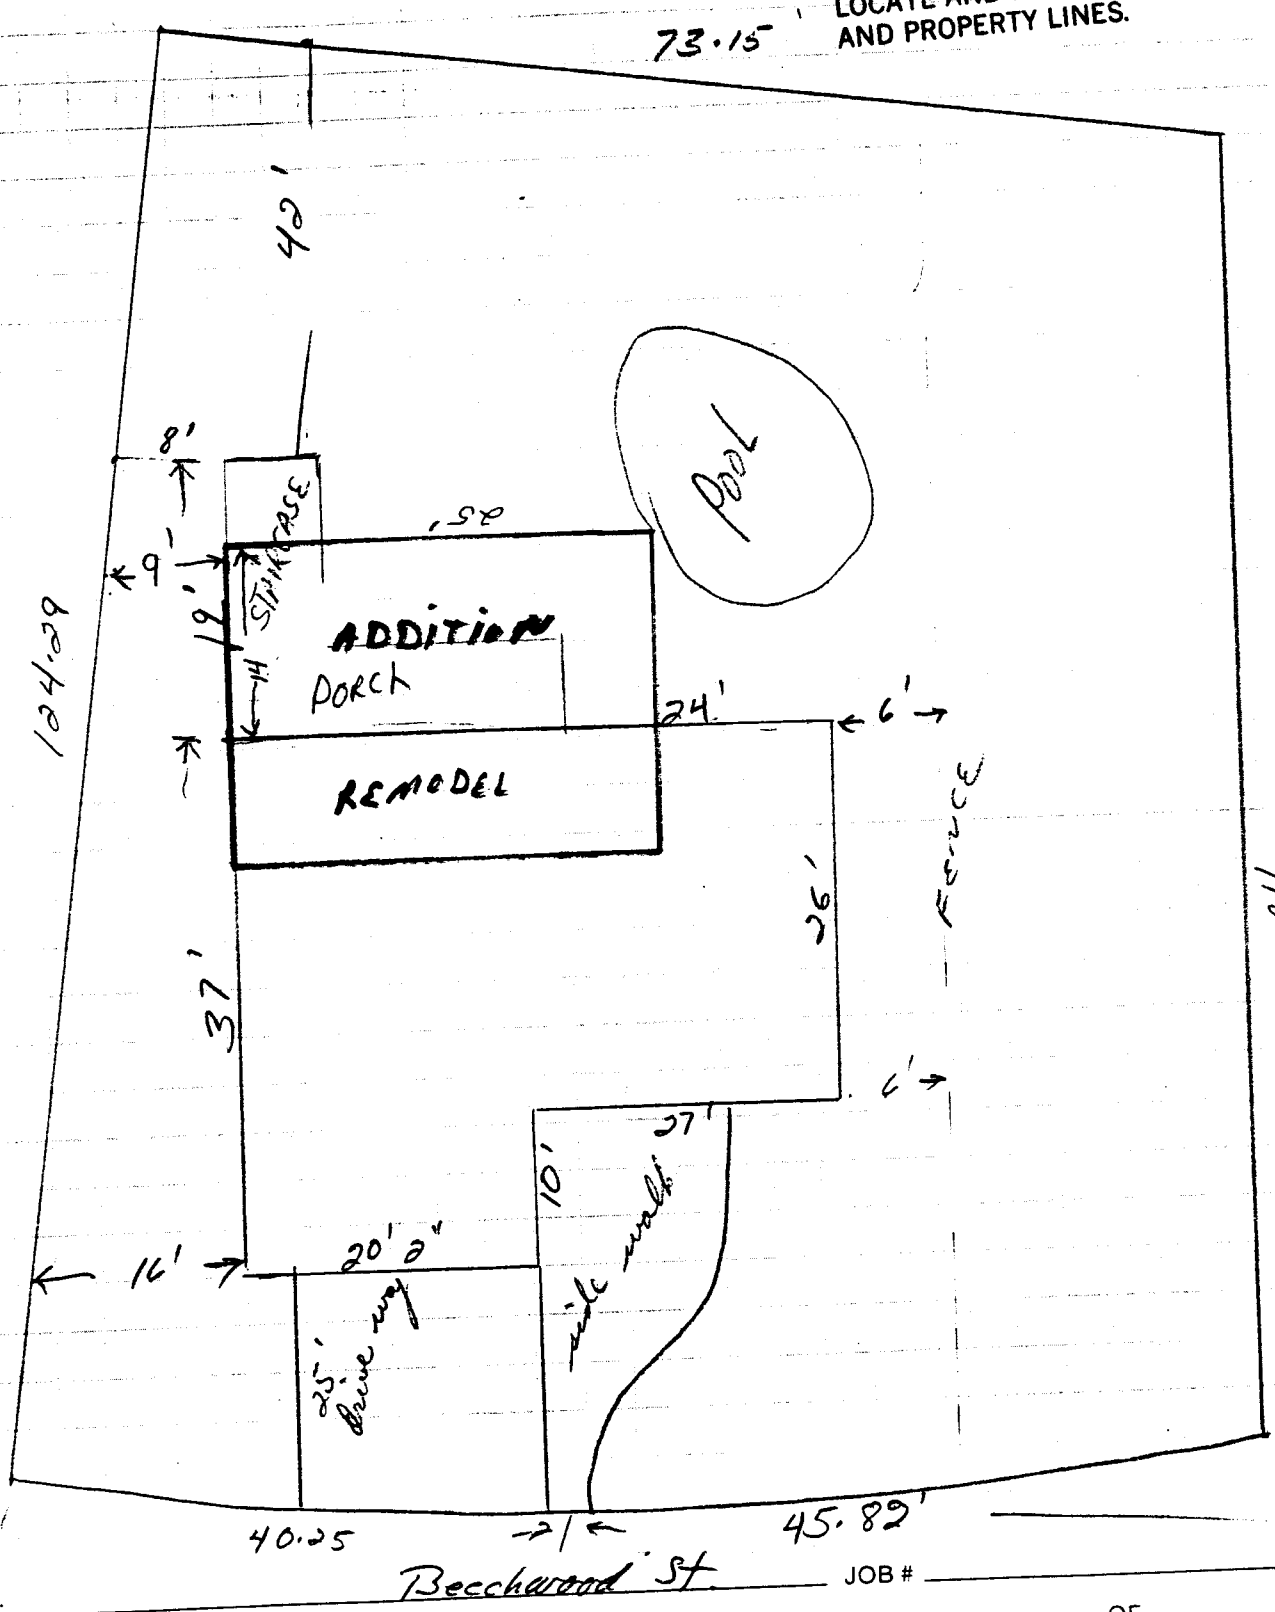 73.15'
AND PROPERTY LINES.
42'
8'
POOL
25'
STAIRCASE
9'
19'
ADDITION
124.29
PORCH
24'
6'
REMODEL
FENCE
26'
37'
6'
27'
10'
side walk
20' 2"
16'
25'
Drive way
40.25
45.82'
Beechwood St.
JOB #